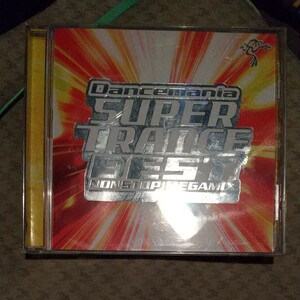 Dancemania
SUPER
TRANCE
BEST
NONSTOP MEGAMIX